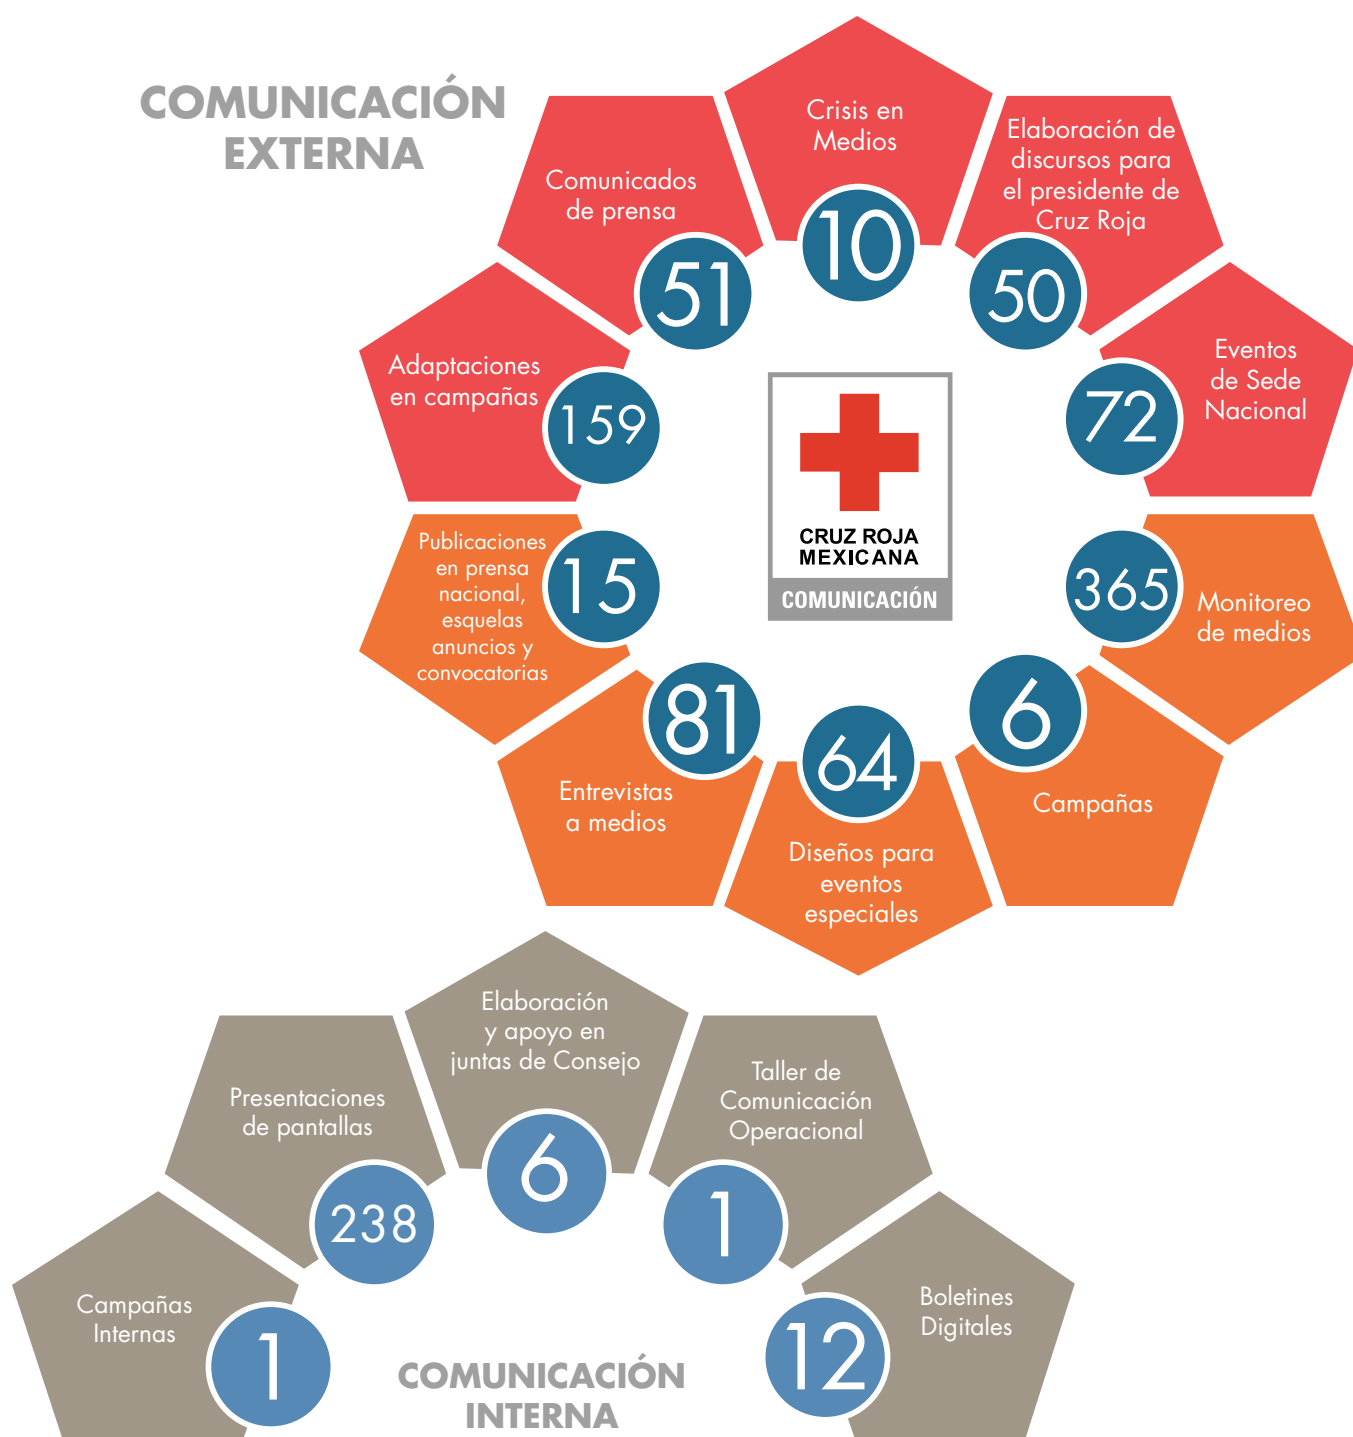 COMUNICACIÓN
EXTERNA
Crisis en
Medios
10
Elaboración de
discursos para
el presidente de
Cruz Roja
50
Eventos
de Sede
Nacional
72
Monitoreo
de medios
365
Campañas
6
Diseños para
eventos
especiales
64
Entrevistas
a medios
81
Publicaciones
en prensa
nacional,
esquelas
anuncios y
convocatorias
15
Adaptaciones
en campañas
159
Comunicados
de prensa
51
CRUZ ROJA
MEXICANA
COMUNICACIÓN
Campañas
Internas
1
Presentaciones
de pantallas
238
Elaboración
y apoyo en
juntas de Consejo
6
Taller de
Comunicación
Operacional
1
Boletines
Digitales
12
COMUNICACIÓN
INTERNA